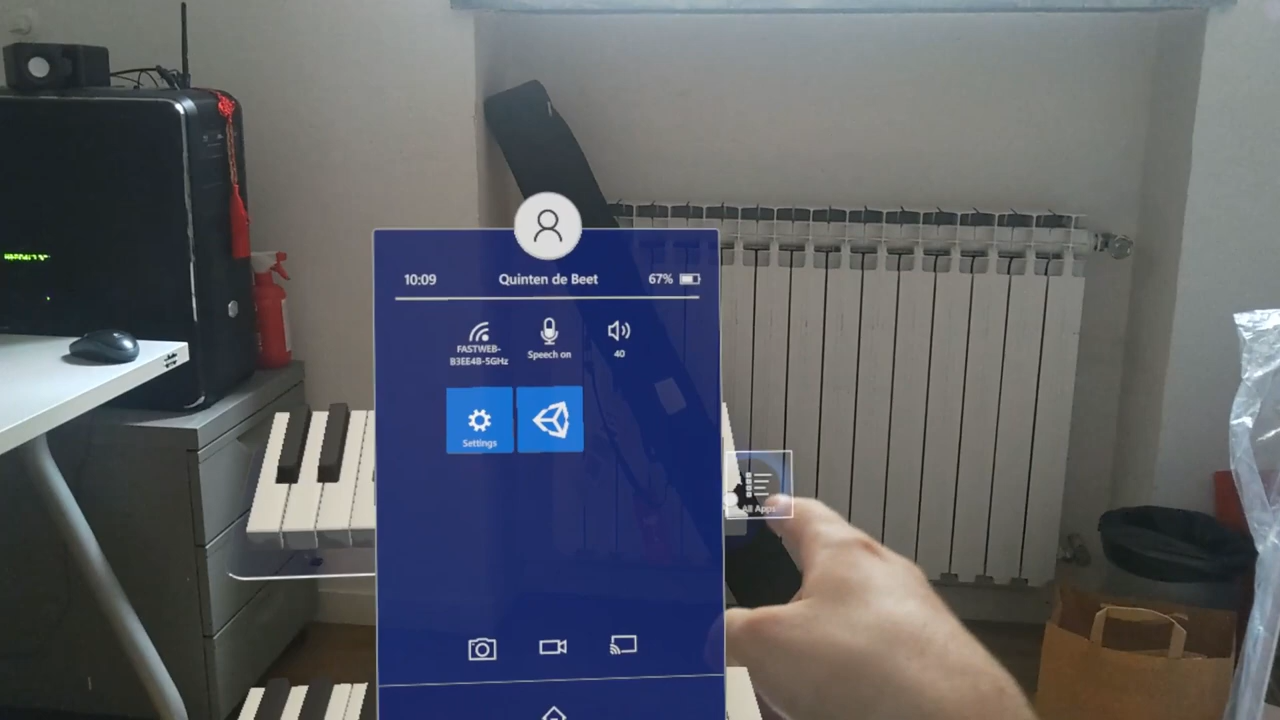 10:09 Quinten de Beet 67%
FASTWEB-
B3EE4B-5GHz
Speech on
40
Settings
All Apps